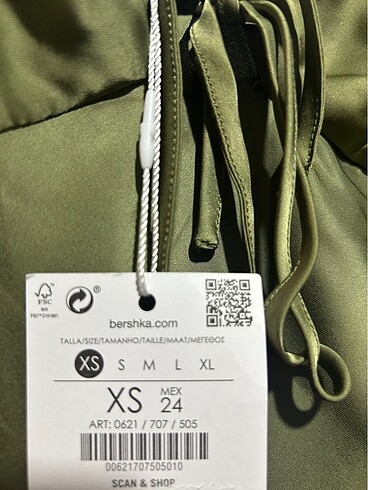 FSC
MIX
bershka.com
TALLA/SIZE/TAMANHO/TAILLE/MAAT/ΜΕΓΕΘΟΣ
XS S M L XL
XS MEX 24
ART: 0621 / 707 / 505
00621707505010
SCAN & SHOP